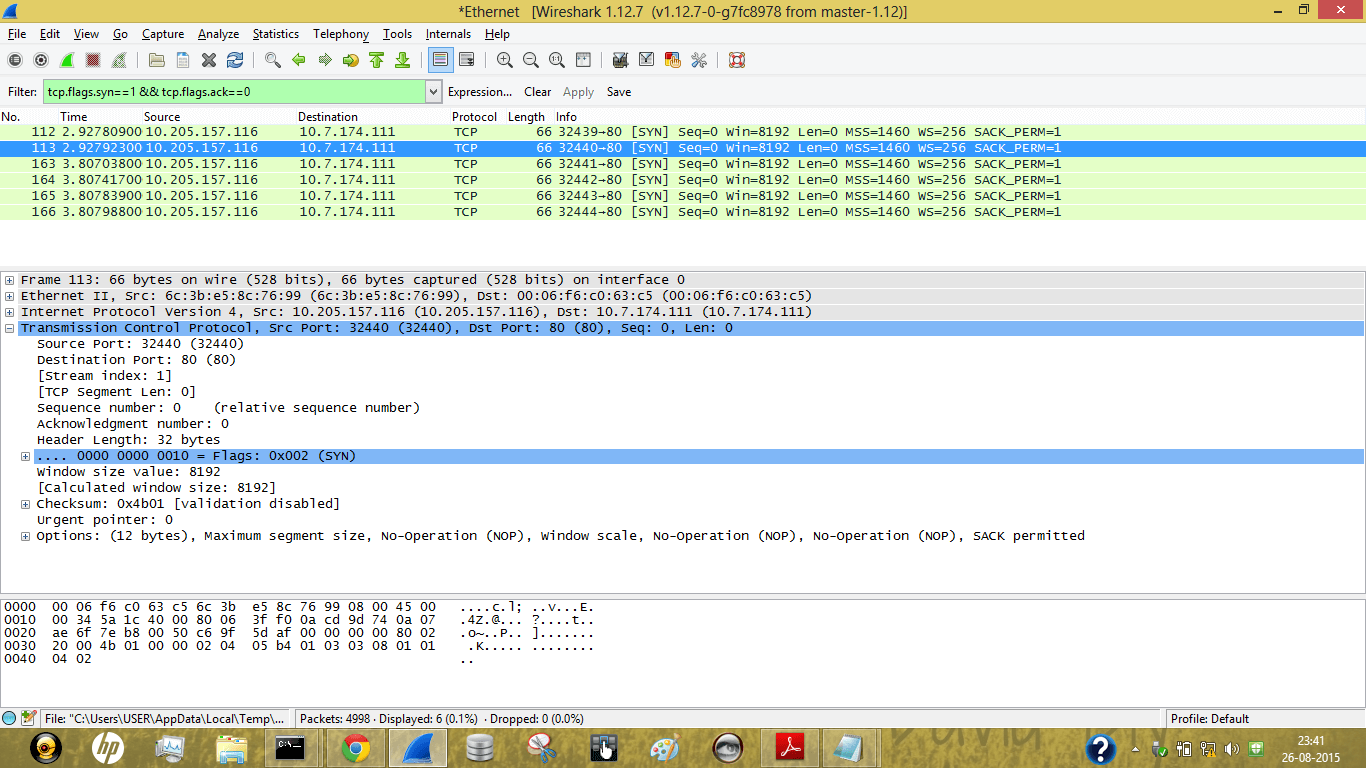 *Ethernet [Wireshark 1.12.7 (v1.12.7-0-g7fc8978 from master-1.12)]
File Edit View Go Capture Analyze Statistics Telephony Tools Internals Help
Filter: tcp.flags.syn==1 && tcp.flags.ack==0 Expression... Clear Apply Save
No. Time Source Destination Protocol Length Info
112 2.92780900 10.205.157.116 10.7.174.111 TCP 66 32439→80 [SYN] Seq=0 Win=8192 Len=0 MSS=1460 WS=256 SACK_PERM=1
113 2.92792300 10.205.157.116 10.7.174.111 TCP 66 32440→80 [SYN] Seq=0 Win=8192 Len=0 MSS=1460 WS=256 SACK_PERM=1
163 3.80703800 10.205.157.116 10.7.174.111 TCP 66 32441→80 [SYN] Seq=0 Win=8192 Len=0 MSS=1460 WS=256 SACK_PERM=1
164 3.80741700 10.205.157.116 10.7.174.111 TCP 66 32442→80 [SYN] Seq=0 Win=8192 Len=0 MSS=1460 WS=256 SACK_PERM=1
165 3.80783900 10.205.157.116 10.7.174.111 TCP 66 32443→80 [SYN] Seq=0 Win=8192 Len=0 MSS=1460 WS=256 SACK_PERM=1
166 3.80798800 10.205.157.116 10.7.174.111 TCP 66 32444→80 [SYN] Seq=0 Win=8192 Len=0 MSS=1460 WS=256 SACK_PERM=1
Frame 113: 66 bytes on wire (528 bits), 66 bytes captured (528 bits) on interface 0
Ethernet II, Src: 6c:3b:e5:8c:76:99 (6c:3b:e5:8c:76:99), Dst: 00:06:f6:c0:63:c5 (00:06:f6:c0:63:c5)
Internet Protocol Version 4, Src: 10.205.157.116 (10.205.157.116), Dst: 10.7.174.111 (10.7.174.111)
Transmission Control Protocol, Src Port: 32440 (32440), Dst Port: 80 (80), Seq: 0, Len: 0
Source Port: 32440 (32440)
Destination Port: 80 (80)
[Stream index: 1]
[TCP Segment Len: 0]
Sequence number: 0 (relative sequence number)
Acknowledgment number: 0
Header Length: 32 bytes
.... 0000 0000 0010 = Flags: 0x002 (SYN)
Window size value: 8192
[Calculated window size: 8192]
Checksum: 0x4b01 [validation disabled]
Urgent pointer: 0
Options: (12 bytes), Maximum segment size, No-Operation (NOP), Window scale, No-Operation (NOP), No-Operation (NOP), SACK permitted
0000 00 06 f6 c0 63 c5 6c 3b e5 8c 76 99 08 00 45 00 ....c.l; ..v...E.
0010 00 34 5a 1c 40 00 80 06 3f f0 0a cd 9d 74 0a 07 .4Z.@... ?....t..
0020 ae 6f 7e b8 00 50 c6 9f 5d af 00 00 00 00 80 02 .o~..P.. ].......
0030 20 00 4b 01 00 00 02 04 05 b4 01 03 03 08 01 01 .K..... ........
0040 04 02 ..
File: "C:\Users\USER\AppData\Local\Temp\... Packets: 4998 · Displayed: 6 (0.1%) · Dropped: 0 (0.0%) Profile: Default
hp
C:\
23:41
26-08-2015